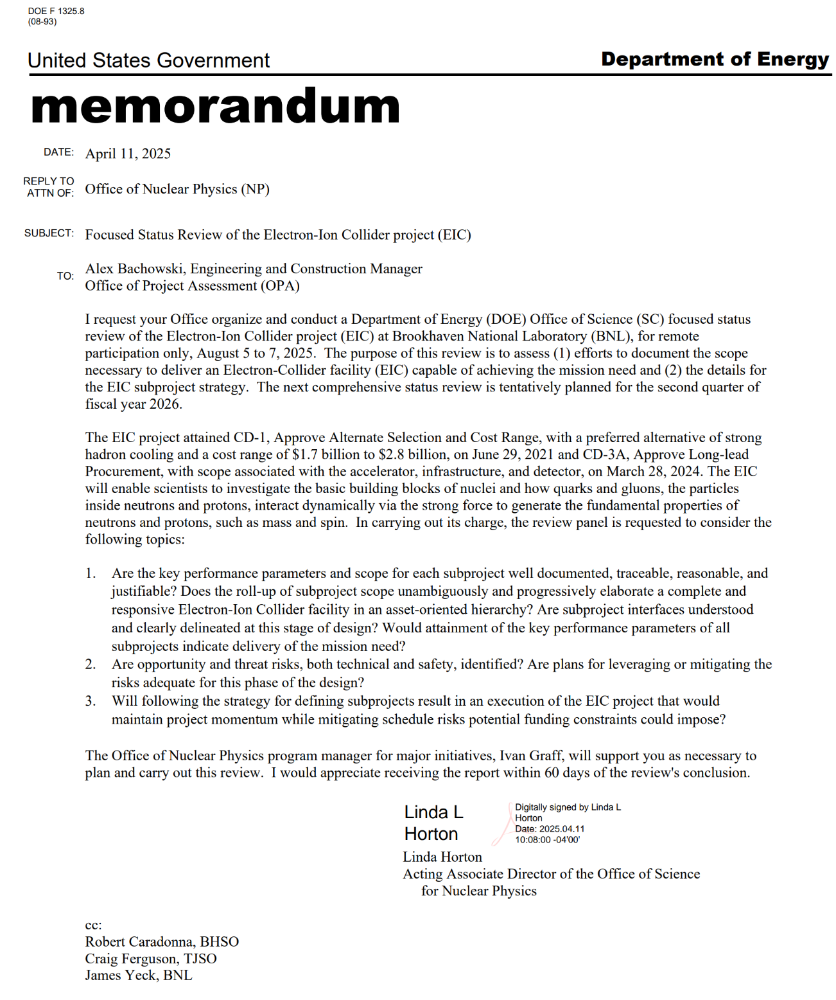 DOE F 1325.8
(08-93)
United States Government Department of Energy
memorandum
DATE: April 11, 2025
REPLY TO
ATTN OF: Office of Nuclear Physics (NP)
SUBJECT: Focused Status Review of the Electron-Ion Collider project (EIC)
TO: Alex Bachowski, Engineering and Construction Manager
Office of Project Assessment (OPA)
I request your Office organize and conduct a Department of Energy (DOE) Office of Science (SC) focused status
review of the Electron-Ion Collider project (EIC) at Brookhaven National Laboratory (BNL), for remote
participation only, August 5 to 7, 2025. The purpose of this review is to assess (1) efforts to document the scope
necessary to deliver an Electron-Collider facility (EIC) capable of achieving the mission need and (2) the details for
the EIC subproject strategy. The next comprehensive status review is tentatively planned for the second quarter of
fiscal year 2026.
The EIC project attained CD-1, Approve Alternate Selection and Cost Range, with a preferred alternative of strong
hadron cooling and a cost range of $1.7 billion to $2.8 billion, on June 29, 2021 and CD-3A, Approve Long-lead
Procurement, with scope associated with the accelerator, infrastructure, and detector, on March 28, 2024. The EIC
will enable scientists to investigate the basic building blocks of nuclei and how quarks and gluons, the particles
inside neutrons and protons, interact dynamically via the strong force to generate the fundamental properties of
neutrons and protons, such as mass and spin. In carrying out its charge, the review panel is requested to consider the
following topics:
1. Are the key performance parameters and scope for each subproject well documented, traceable, reasonable, and
justifiable? Does the roll-up of subproject scope unambiguously and progressively elaborate a complete and
responsive Electron-Ion Collider facility in an asset-oriented hierarchy? Are subproject interfaces understood
and clearly delineated at this stage of design? Would attainment of the key performance parameters of all
subprojects indicate delivery of the mission need?
2. Are opportunity and threat risks, both technical and safety, identified? Are plans for leveraging or mitigating the
risks adequate for this phase of the design?
3. Will following the strategy for defining subprojects result in an execution of the EIC project that would
maintain project momentum while mitigating schedule risks potential funding constraints could impose?
The Office of Nuclear Physics program manager for major initiatives, Ivan Graff, will support you as necessary to
plan and carry out this review. I would appreciate receiving the report within 60 days of the review's conclusion.
Linda L
Horton
Digitally signed by Linda L
Horton
Date: 2025.04.11
10:08:00 -04'00'
Linda Horton
Acting Associate Director of the Office of Science
for Nuclear Physics
cc:
Robert Caradonna, BHSO
Craig Ferguson, TJSO
James Yeck, BNL